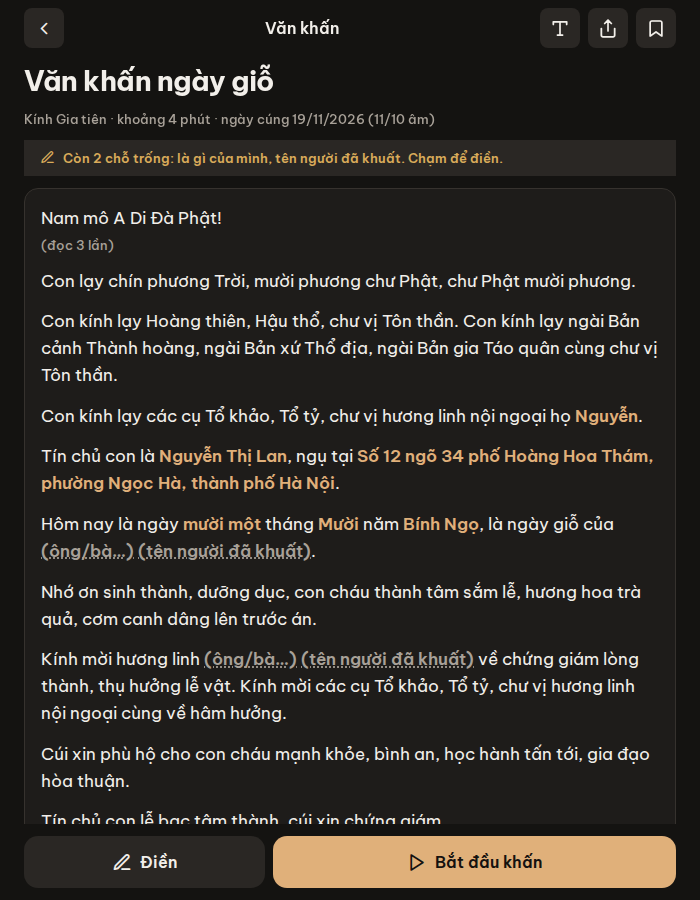 Văn khấn
Văn khấn ngày giỗ
Kính Gia tiên · khoảng 4 phút · ngày cúng 19/11/2026 (11/10 âm)
Còn 2 chỗ trống: là gì của mình, tên người đã khuất. Chạm để điền.
Nam mô A Di Đà Phật!
(đọc 3 lần)
Con lạy chín phương Trời, mười phương chư Phật, chư Phật mười phương.
Con kính lạy Hoàng thiên, Hậu thổ, chư vị Tôn thần. Con kính lạy ngài Bản
cảnh Thành hoàng, ngài Bản xứ Thổ địa, ngài Bản gia Táo quân cùng chư vị
Tôn thần.
Con kính lạy các cụ Tổ khảo, Tổ tỷ, chư vị hương linh nội ngoại họ Nguyễn.
Tín chủ con là Nguyễn Thị Lan, ngụ tại Số 12 ngõ 34 phố Hoàng Hoa Thám,
phường Ngọc Hà, thành phố Hà Nội.
Hôm nay là ngày mười một tháng Mười năm Bính Ngọ, là ngày giỗ của
(ông/bà...) (tên người đã khuất).
Nhớ ơn sinh thành, dưỡng dục, con cháu thành tâm sắm lễ, hương hoa trà
quả, cơm canh dâng lên trước án.
Kính mời hương linh (ông/bà...) (tên người đã khuất) về chứng giám lòng
thành, thụ hưởng lễ vật. Kính mời các cụ Tổ khảo, Tổ tỷ, chư vị hương linh
nội ngoại cùng về hâm hưởng.
Cúi xin phù hộ cho con cháu mạnh khỏe, bình an, học hành tấn tới, gia đạo
hòa thuận.
Tín chủ con lễ bạc tâm thành, cúi xin chứng giám.
Điền
Bắt đầu khấn